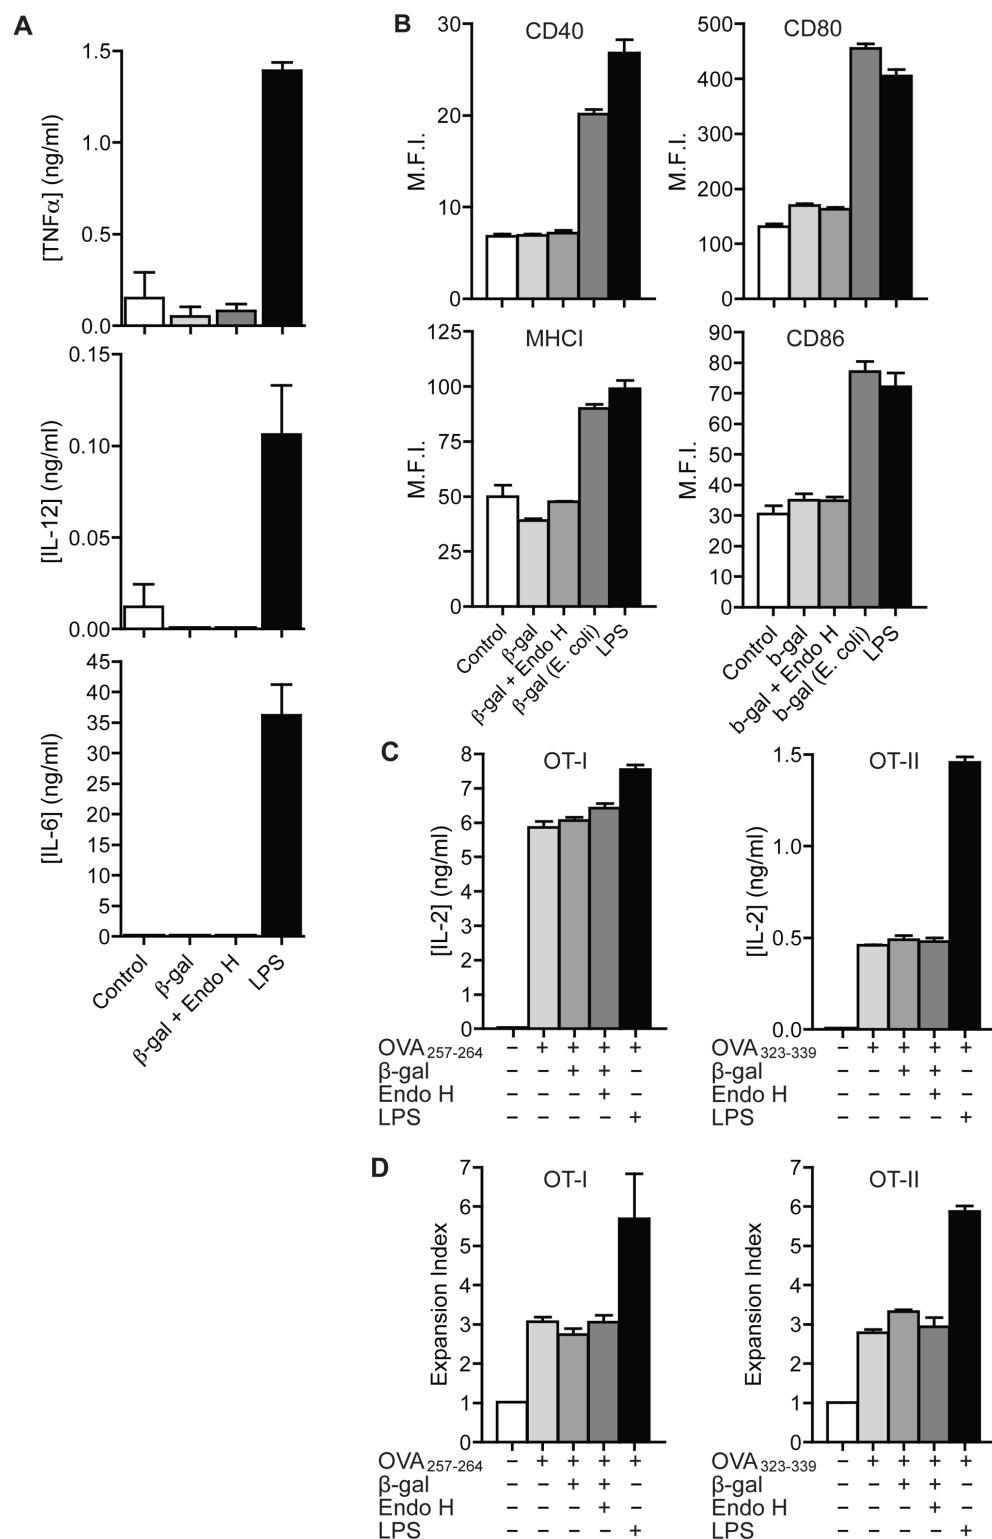 A
[TNFα] (ng/ml)
1.5
1.0
0.5
0.0
[IL-12] (ng/ml)
0.15
0.10
0.05
0.00
[IL-6] (ng/ml)
45
40
35
30
25
20
15
10
5
0
Control
β-gal
β-gal + Endo H
LPS
B
CD40
M.F.I.
30
20
10
0
CD80
M.F.I.
500
400
300
200
100
0
MHCI
M.F.I.
125
100
75
50
25
0
Control
β-gal
β-gal + Endo H
β-gal (E. coli)
LPS
CD86
M.F.I.
90
80
70
60
50
40
30
20
10
0
Control
b-gal
b-gal + Endo H
b-gal (E. coli)
LPS
C
OT-I
[IL-2] (ng/ml)
8
7
6
5
4
3
2
1
0
OVA257-264 – + + + +
β-gal – – + + –
Endo H – – – + –
LPS – – – – +
OT-II
[IL-2] (ng/ml)
1.5
1.0
0.5
0.0
OVA323-339 – + + + +
β-gal – – + + –
Endo H – – – + –
LPS – – – – +
D
OT-I
Expansion Index
7
6
5
4
3
2
1
0
OVA257-264 – + + + +
β-gal – – + + –
Endo H – – – + –
LPS – – – – +
OT-II
Expansion Index
7
6
5
4
3
2
1
0
OVA323-339 – + + + +
β-gal – – + + –
Endo H – – – + –
LPS – – – – +